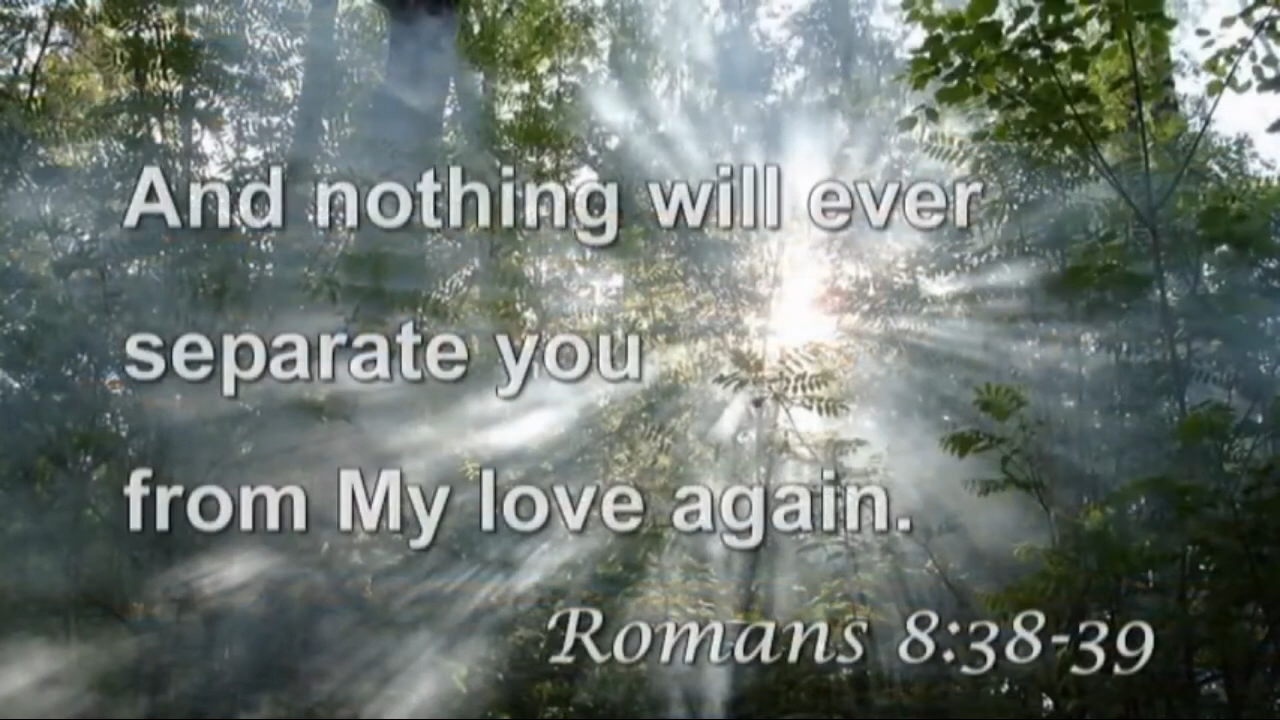 And nothing will ever
separate you
from My love again.
Romans 8:38-39